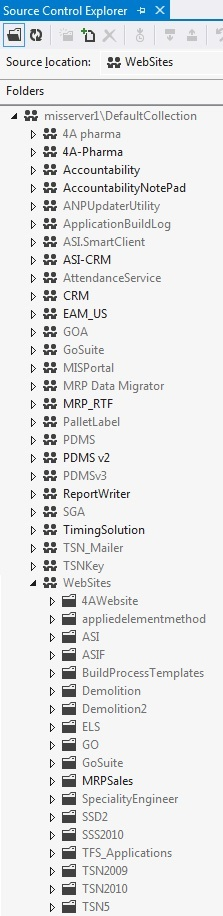 Source Control Explorer
Source location: WebSites
Folders
misserver1\DefaultCollection
4A pharma
4A-Pharma
Accountability
AccountabilityNotePad
ANPUpdaterUtility
ApplicationBuildLog
ASI.SmartClient
ASI-CRM
AttendanceService
CRM
EAM_US
GOA
GoSuite
MISPortal
MRP Data Migrator
MRP_RTF
PalletLabel
PDMS
PDMS v2
PDMSv3
ReportWriter
SGA
TimingSolution
TSN_Mailer
TSNKey
WebSites
4AWebsite
appliedelementmethod
ASI
ASIF
BuildProcessTemplates
Demolition
Demolition2
ELS
GO
GoSuite
MRPSales
SpecialityEngineer
SSD2
SSS2010
TFS_Applications
TSN2009
TSN2010
TSN5